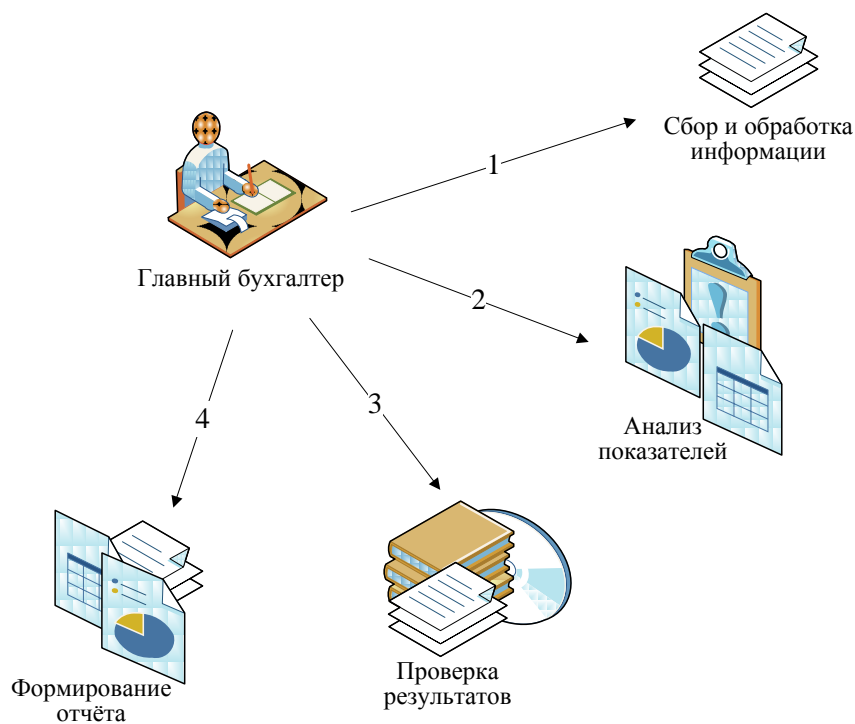 Сбор и обработка
информации
1
Главный бухгалтер
2
Анализ
показателей
3
4
Проверка
результатов
Формирование
отчёта